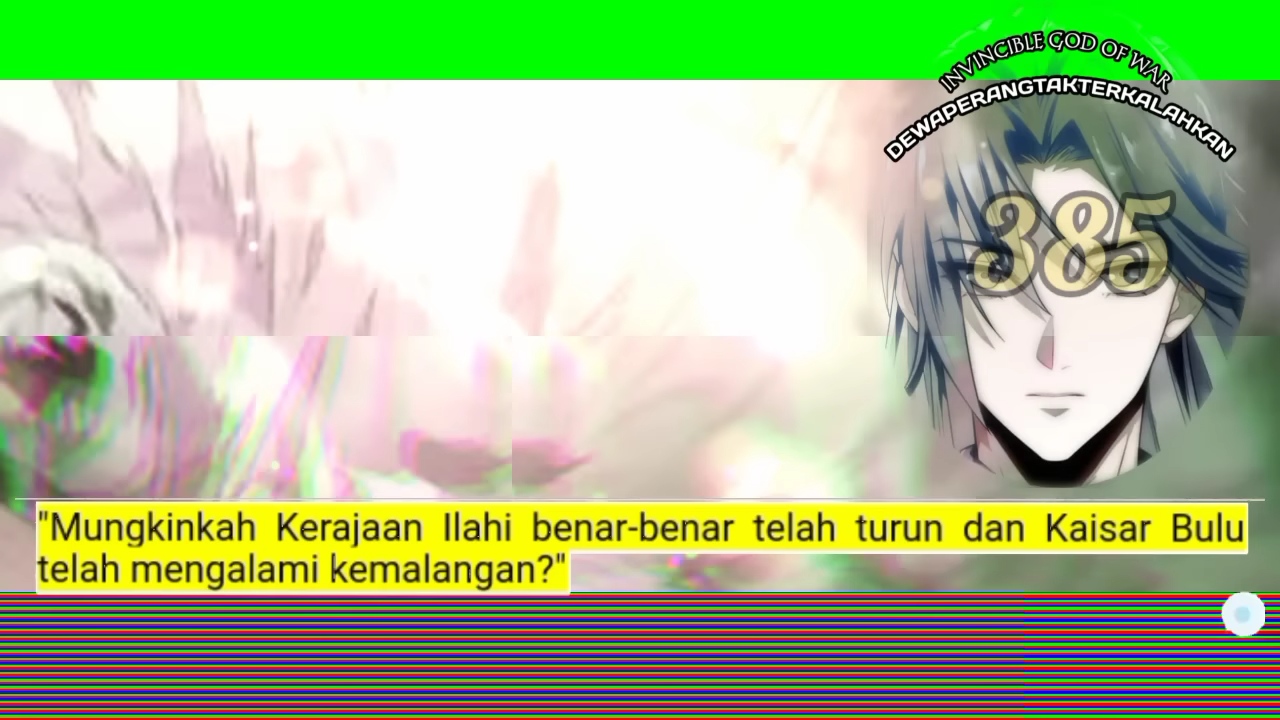 INVINCIBLE GOD OF WAR
DEWAPERANGTAKTERKALAHKAN
385
"Mungkinkah Kerajaan Ilahi benar-benar telah turun dan Kaisar Bulu
telah mengalami kemalangan?"